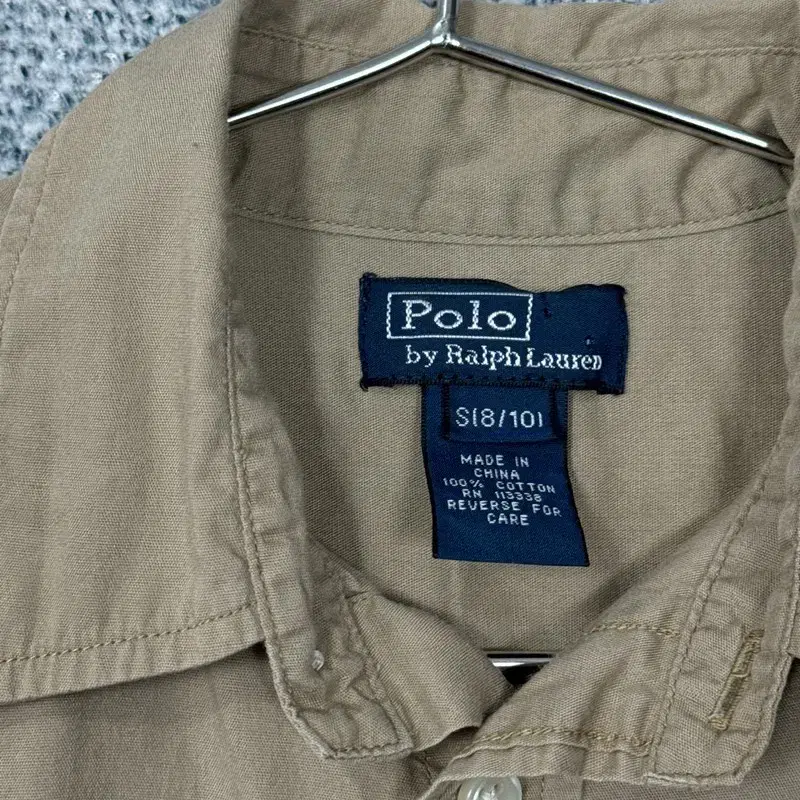 Polo
by Ralph Lauren
S(8/10)
MADE IN
CHINA
100% COTTON
RN 113338
REVERSE FOR
CARE